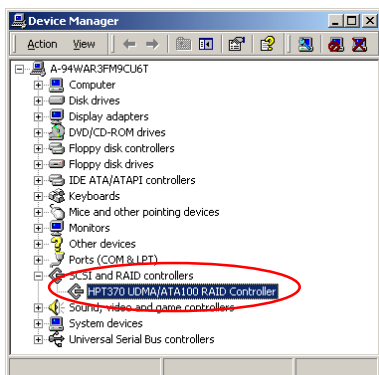 Device Manager
Action View
A-94WAR3FM9CU6T
Computer
Disk drives
Display adapters
DVD/CD-ROM drives
Floppy disk controllers
Floppy disk drives
IDE ATA/ATAPI controllers
Keyboards
Mice and other pointing devices
Monitors
Other devices
Ports (COM & LPT)
SCSI and RAID controllers
HPT370 UDMA/ATA100 RAID Controller
Sound, video and game controllers
System devices
Universal Serial Bus controllers